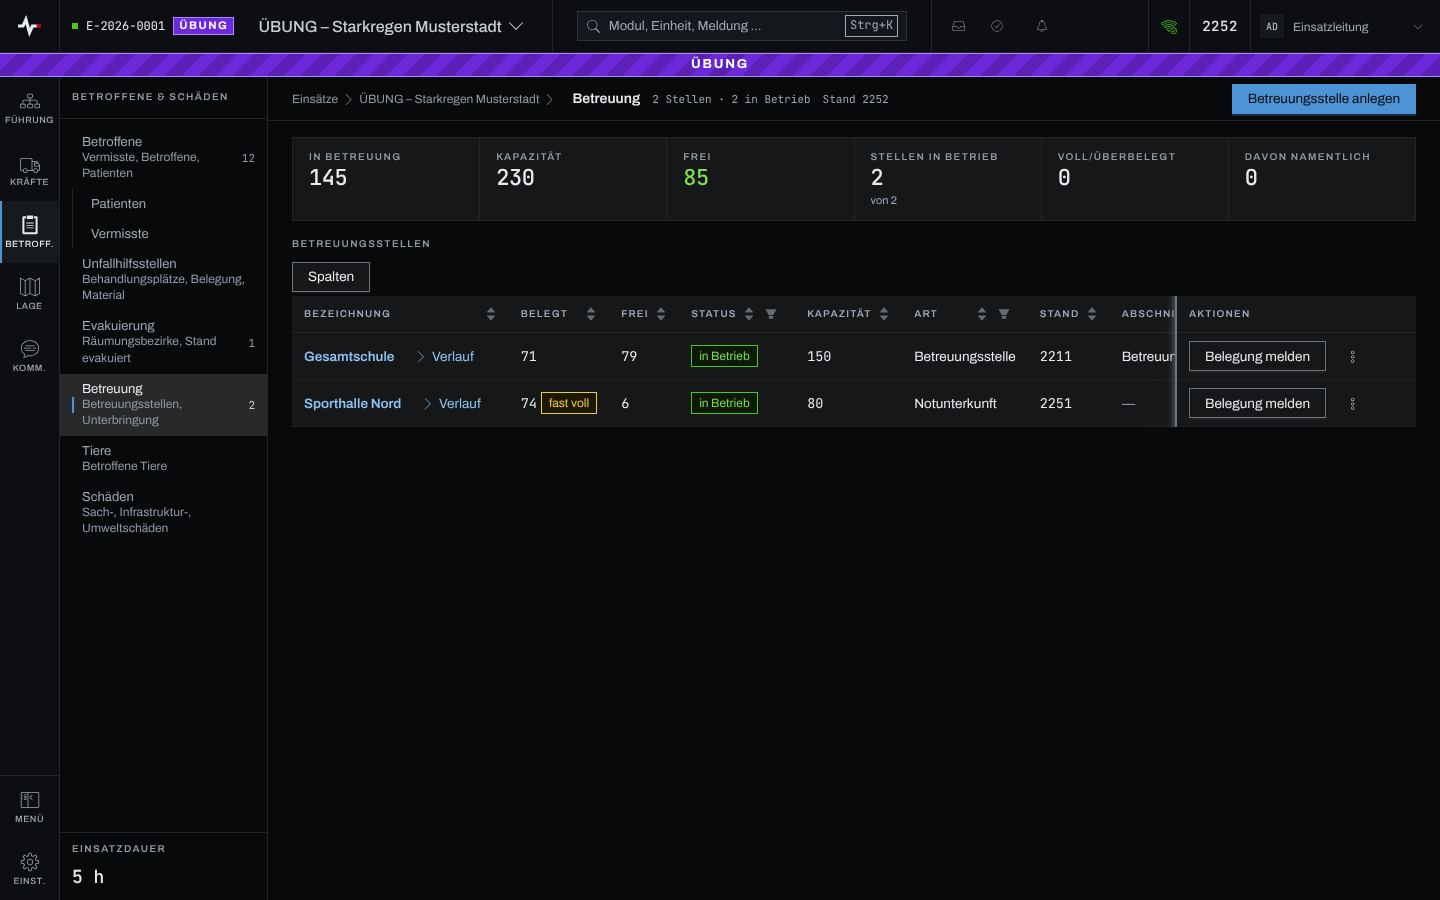 E-2026-0001 ÜBUNG ÜBUNG – Starkregen Musterstadt Modul, Einheit, Meldung ... Strg+K 2252 AD Einsatzleitung
ÜBUNG
FÜHRUNG
KRÄFTE
BETROFF.
LAGE
KOMM.
MENÜ
EINST.
BETROFFENE & SCHÄDEN
Betroffene
Vermisste, Betroffene, 12
Patienten
Patienten
Vermisste
Unfallhilfsstellen
Behandlungsplätze, Belegung,
Material
Evakuierung
Räumungsbezirke, Stand 1
evakuiert
Betreuung
Betreuungsstellen, 2
Unterbringung
Tiere
Betroffene Tiere
Schäden
Sach-, Infrastruktur-,
Umweltschäden
EINSATZDAUER
5 h
Einsätze ÜBUNG – Starkregen Musterstadt Betreuung 2 Stellen · 2 in Betrieb Stand 2252 Betreuungsstelle anlegen
IN BETREUUNG KAPAZITÄT FREI STELLEN IN BETRIEB VOLL/ÜBERBELEGT DAVON NAMENTLICH
145 230 85 2 0 0
von 2
BETREUUNGSSTELLEN
Spalten
BEZEICHNUNG BELEGT FREI STATUS KAPAZITÄT ART STAND ABSCHNI AKTIONEN
Gesamtschule Verlauf 71 79 in Betrieb 150 Betreuungsstelle 2211 Betreuun Belegung melden
Sporthalle Nord Verlauf 74 fast voll 6 in Betrieb 80 Notunterkunft 2251 — Belegung melden